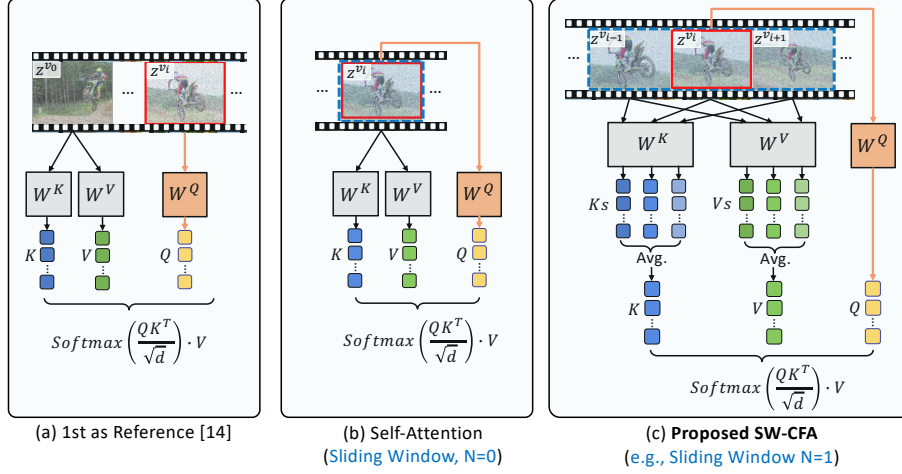 z^{v_0} ... z^{v_i} ...
W^K W^V W^Q
K V Q
Softmax (QK^T / √d) · V
(a) 1st as Reference [14]
... z^{v_i} ...
W^K W^V W^Q
K V Q
Softmax (QK^T / √d) · V
(b) Self-Attention
(Sliding Window, N=0)
... z^{v_{i-1}} z^{v_i} z^{v_{i+1}} ...
W^K W^V W^Q
Ks Vs
Avg. Avg.
K V Q
Softmax (QK^T / √d) · V
(c) Proposed SW-CFA
(e.g., Sliding Window N=1)